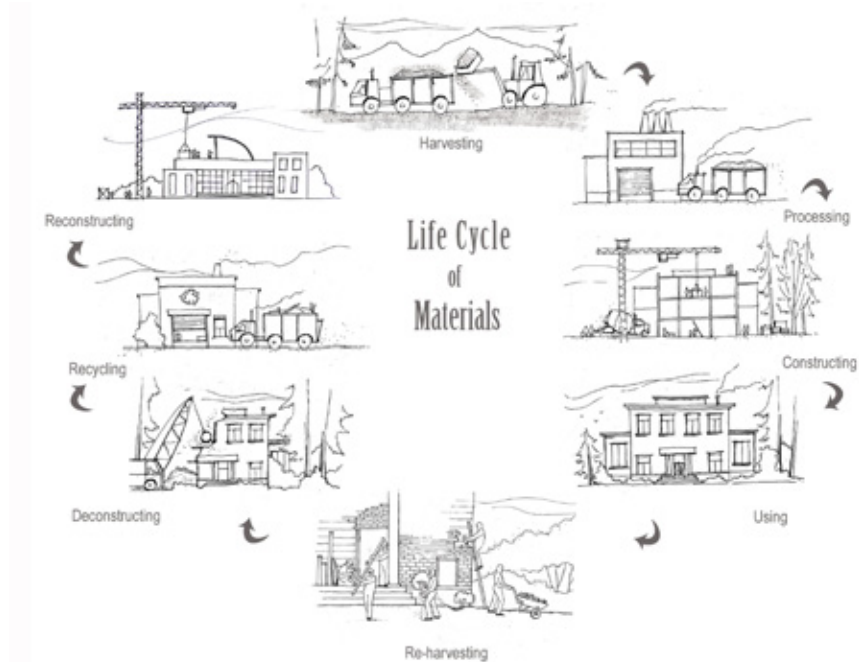 Harvesting
Processing
Constructing
Using
Re-harvesting
Deconstructing
Recycling
Reconstructing
Life Cycle
of
Materials